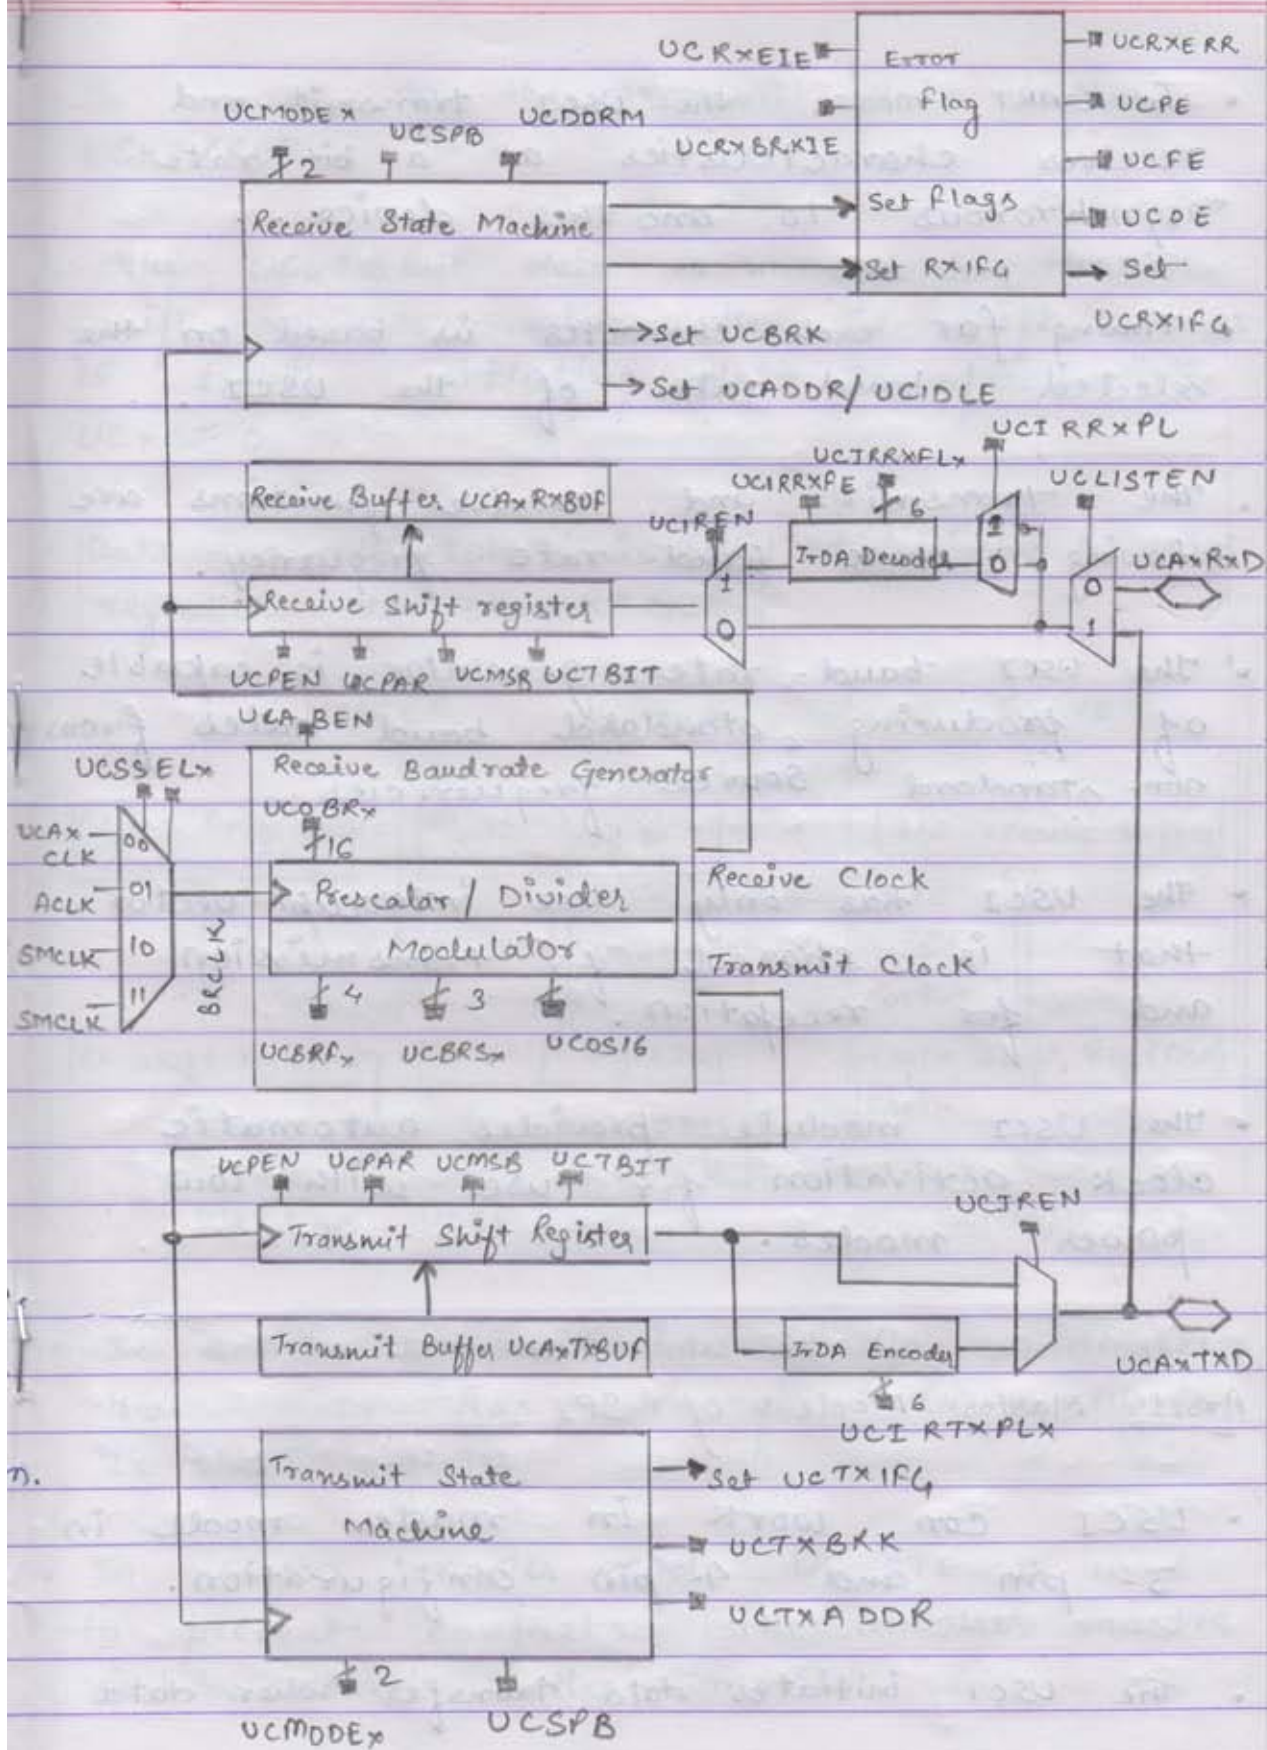 UCRXEIE
Error
UCRXERR
flag
UCPE
UCRXBRKIE
UCFE
Set flags
UCOE
Set RXIFG
Set
UCRXIFG
UCMODEx
UCSPB
UCDORM
2
Receive State Machine
Set UCBRK
Set UCADDR/UCIDLE
Receive Buffer UCAxRXBUF
Receive Shift register
UCPEN UCPAR UCMSB UC7BIT
UCIREN
UCIRRXFE
UCIRRXFLx
6
UCIRRXPL
UCLISTEN
1
0
IrDA Decoder
1
0
0
1
UCAxRXD
UCA BEN
Receive Baudrate Generator
UCOBRx
16
UCSSELx
UCAx
CLK
00
ACLK
01
SMCLK
10
SMCLK
11
BRCLK
Prescalar / Divider
Modulator
4
3
UCBRFx UCBRSx UCOS16
Receive Clock
Transmit Clock
UCPEN UCPAR UCMSB UC7BIT
Transmit Shift Register
Transmit Buffer UCAxTXBUF
UCIREN
IrDA Encoder
6
UCIRTXPLx
UCAxTXD
Transmit State
Machine
Set UCTXIFG
UCTXBRK
UCTXADDR
2
UCMODEx
UCSPB
n.